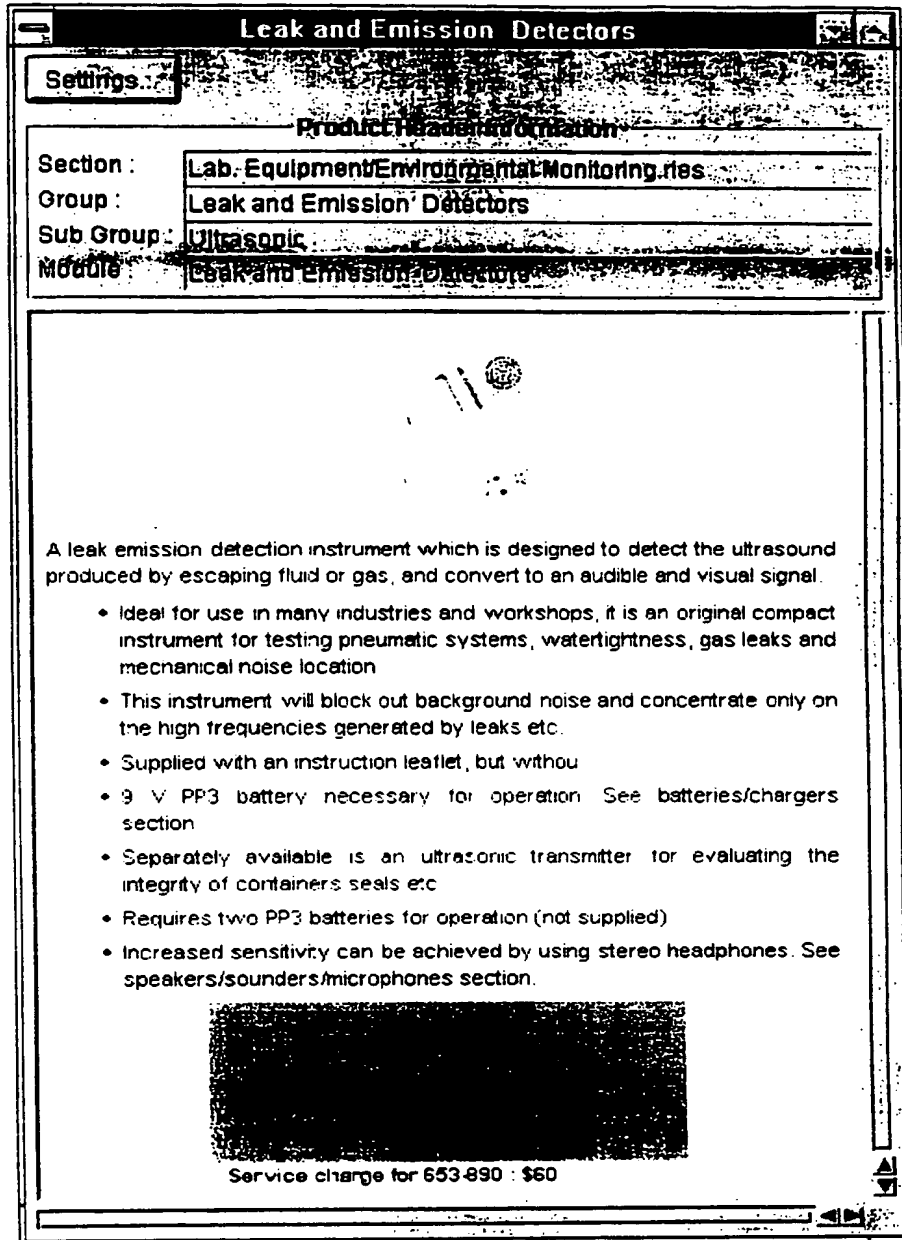 Leak and Emission Detectors
Settings...
Product Header Information
Section :
Lab. Equipment/Environmental Monitoring.ries
Group :
Leak and Emission Detectors
Sub Group :
Ultrasonic
Module :
Leak and Emission Detectors
A leak emission detection instrument which is designed to detect the ultrasound
produced by escaping fluid or gas, and convert to an audible and visual signal.
• Ideal for use in many industries and workshops, it is an original compact
instrument for testing pneumatic systems, watertightness, gas leaks and
mechanical noise location
• This instrument will block out background noise and concentrate only on
the high frequencies generated by leaks etc.
• Supplied with an instruction leaflet, but withou
• 9 V PP3 battery necessary for operation See batteries/chargers
section
• Separately available is an ultrasonic transmitter for evaluating the
integrity of containers seals etc
• Requires two PP3 batteries for operation (not supplied)
• Increased sensitivity can be achieved by using stereo headphones. See
speakers/sounders/microphones section.
Service charge for 653-890 : $60